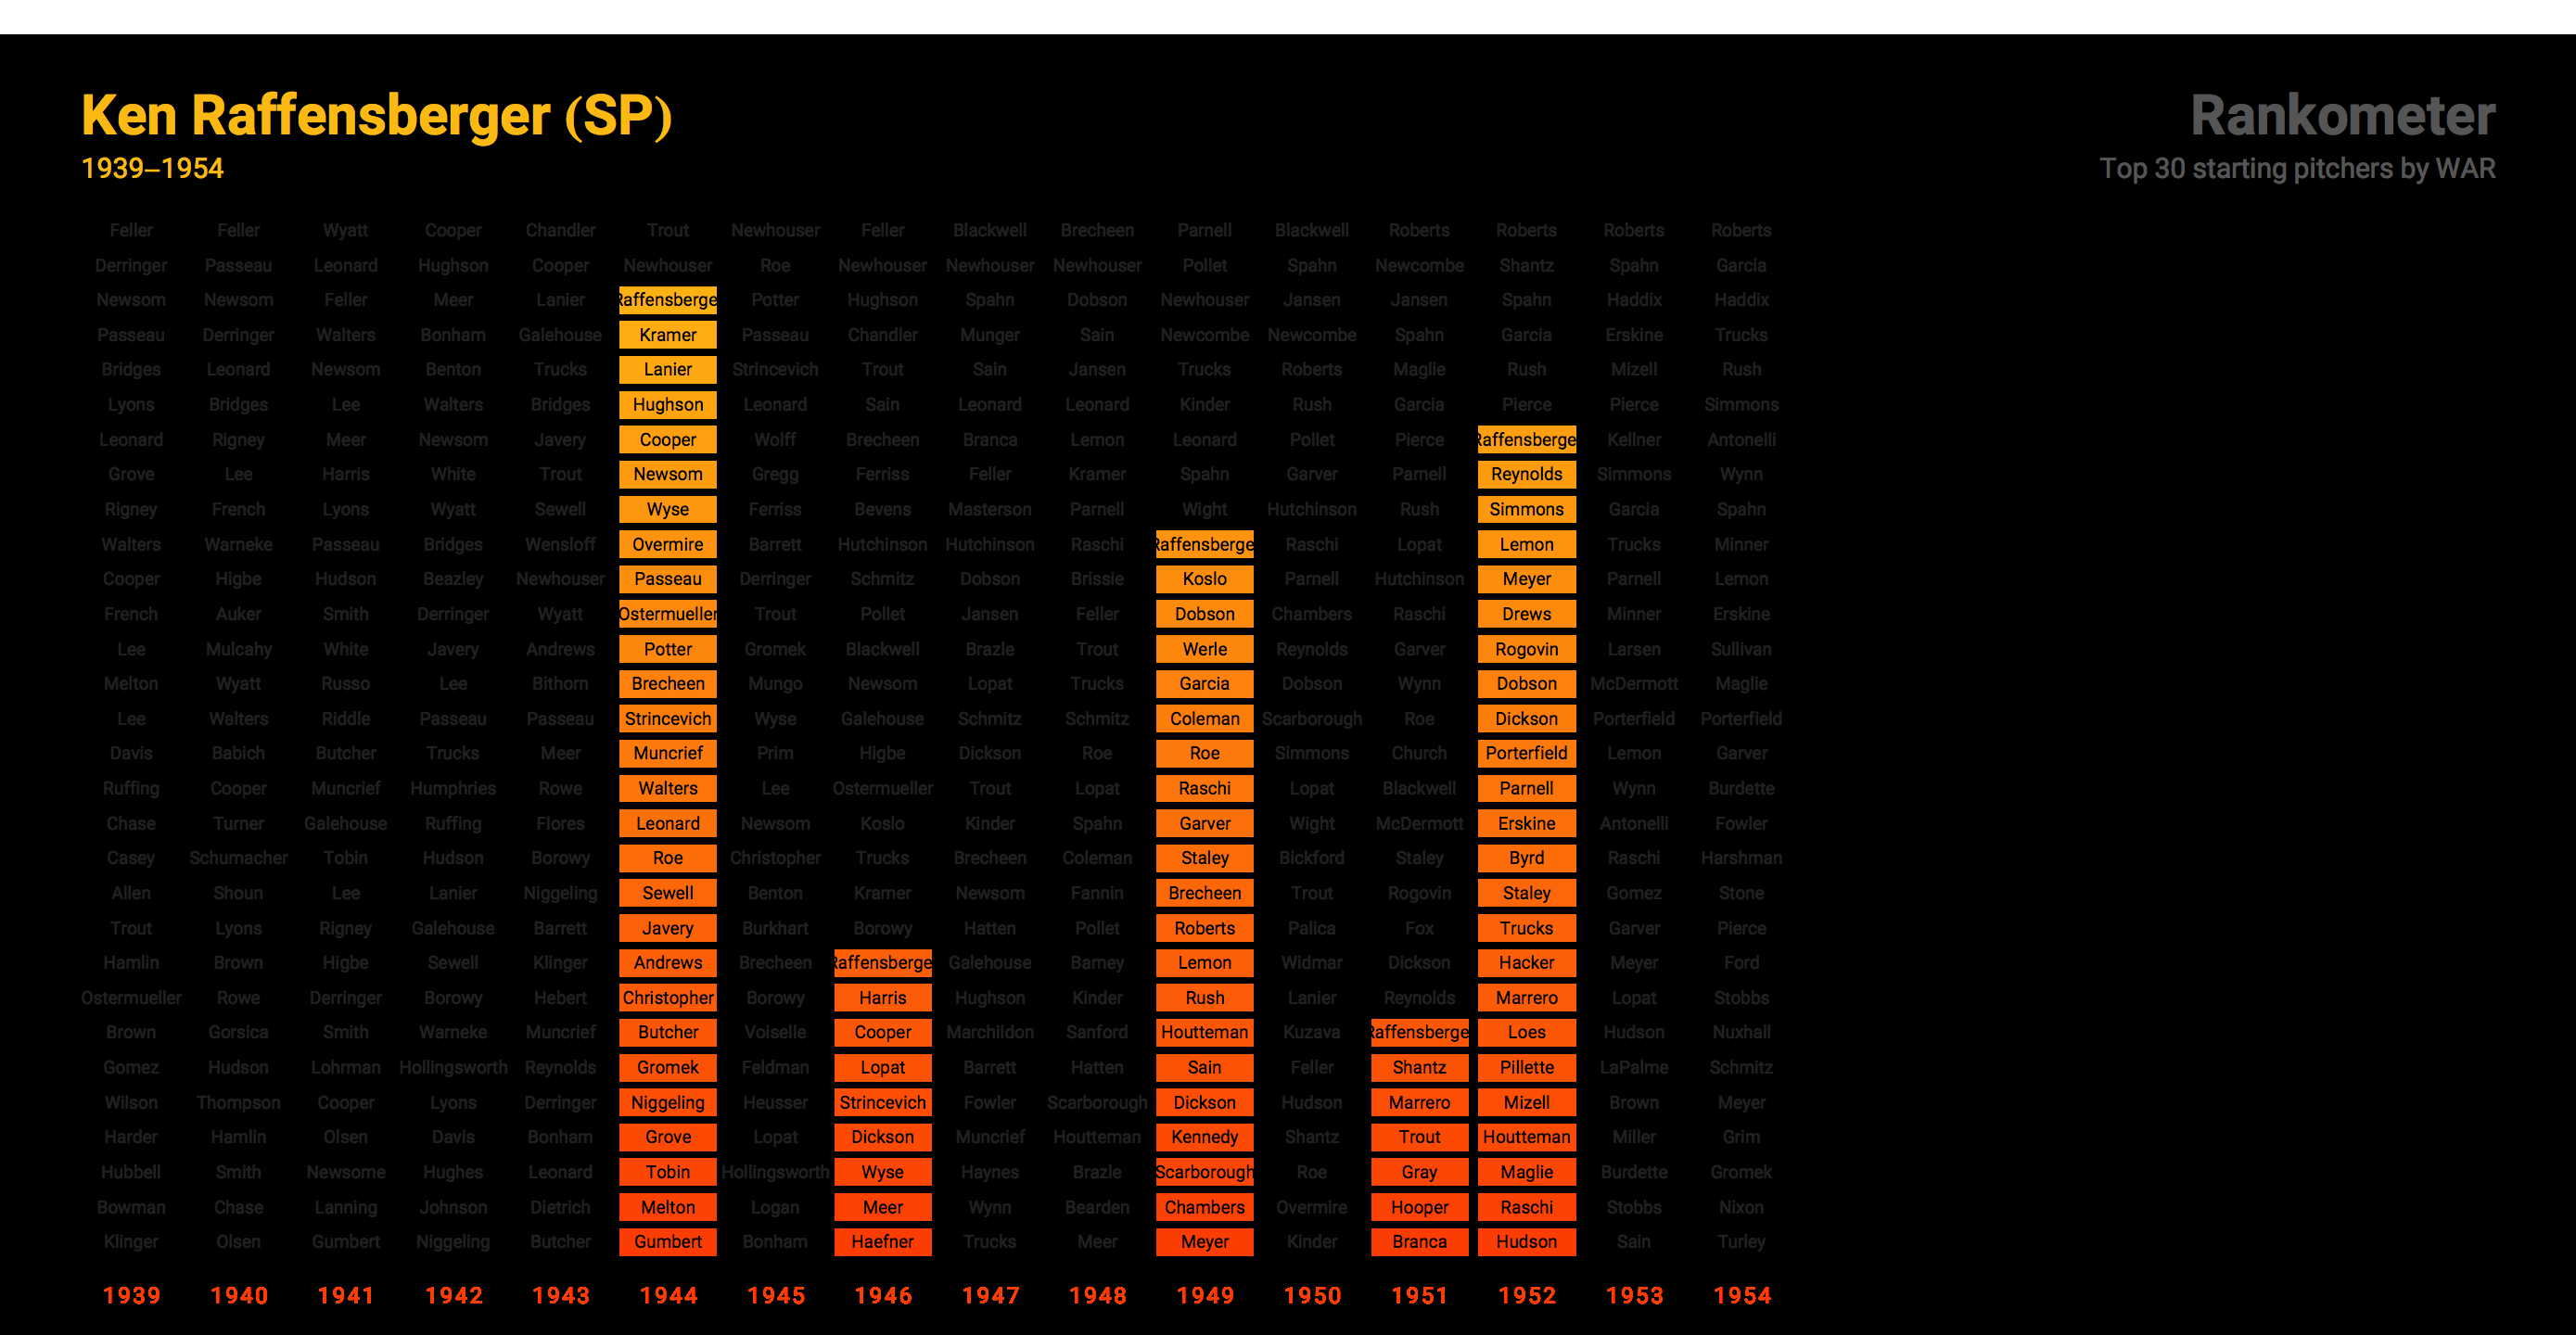 Ken Raffensberger (SP)
Rankometer
1939–1954
Top 30 starting pitchers by WAR
Feller Feller Wyatt Cooper Chandler Trout Newhouser Feller Blackwell Brecheen Parnell Blackwell Roberts Roberts Roberts Roberts
Derringer Passeau Leonard Hughson Cooper Newhouser Roe Newhouser Newhouser Newhouser Pollet Spahn Newcombe Shantz Spahn Garcia
Newsom Newsom Feller Meer Lanier Raffensberge Potter Hughson Spahn Dobson Newhouser Jansen Jansen Spahn Haddix Haddix
Passeau Derringer Walters Bonham Galehouse Kramer Passeau Chandler Munger Sain Newcombe Newcombe Spahn Garcia Erskine Trucks
Bridges Leonard Newsom Benton Trucks Lanier Strincevich Trout Sain Jansen Trucks Roberts Maglie Rush Mizell Rush
Lyons Bridges Lee Walters Bridges Hughson Leonard Sain Leonard Leonard Kinder Rush Garcia Pierce Pierce Simmons
Leonard Rigney Meer Newsom Javery Cooper Wolff Brecheen Branca Lemon Leonard Pollet Pierce Raffensberge Kellner Antonelli
Grove Lee Harris White Trout Newsom Gregg Ferriss Feller Kramer Spahn Garver Parnell Reynolds Simmons Wynn
Rigney French Lyons Wyatt Sewell Wyse Ferriss Bevens Masterson Parnell Wight Hutchinson Rush Simmons Garcia Spahn
Walters Warneke Passeau Bridges Wensloff Overmire Barrett Hutchinson Hutchinson Raschi Raffensberge Raschi Lopat Lemon Trucks Minner
Cooper Higbe Hudson Beazley Newhouser Passeau Derringer Schmitz Dobson Brissie Koslo Parnell Hutchinson Meyer Parnell Lemon
French Auker Smith Derringer Wyatt Ostermueller Trout Pollet Jansen Feller Dobson Chambers Raschi Drews Minner Erskine
Lee Mulcahy White Javery Andrews Potter Gromek Blackwell Brazle Trout Werle Reynolds Garver Rogovin Larsen Sullivan
Melton Wyatt Russo Lee Bithorn Brecheen Mungo Newsom Lopat Trucks Garcia Dobson Wynn Dobson McDermott Maglie
Lee Walters Riddle Passeau Passeau Strincevich Wyse Galehouse Schmitz Schmitz Coleman Scarborough Roe Dickson Porterfield Porterfield
Davis Babich Butcher Trucks Meer Muncrief Prim Higbe Dickson Roe Roe Simmons Church Porterfield Lemon Garver
Ruffing Cooper Muncrief Humphries Rowe Walters Lee Ostermueller Trout Lopat Raschi Lopat Blackwell Parnell Wynn Burdette
Chase Turner Galehouse Ruffing Flores Leonard Newsom Koslo Kinder Spahn Garver Wight McDermott Erskine Antonelli Fowler
Casey Schumacher Tobin Hudson Borowy Roe Christopher Trucks Brecheen Coleman Staley Bickford Staley Byrd Raschi Harshman
Allen Shoun Lee Lanier Niggeling Sewell Benton Kramer Newsom Fannin Brecheen Trout Rogovin Staley Gomez Stone
Trout Lyons Rigney Galehouse Barrett Javery Burkhart Borowy Hatten Pollet Roberts Palica Fox Trucks Garver Pierce
Hamlin Brown Higbe Sewell Klinger Andrews Brecheen Raffensberge Galehouse Barney Lemon Widmar Dickson Hacker Meyer Ford
Ostermueller Rowe Derringer Borowy Hebert Christopher Borowy Harris Hughson Kinder Rush Lanier Reynolds Marrero Lopat Stobbs
Brown Gorsica Smith Warneke Muncrief Butcher Voiselle Cooper Marchildon Sanford Houtteman Kuzava Raffensberge Loes Hudson Nuxhall
Gomez Hudson Lohrman Hollingsworth Reynolds Gromek Feldman Lopat Barrett Hatten Sain Feller Shantz Pillette LaPalme Schmitz
Wilson Thompson Cooper Lyons Derringer Niggeling Heusser Strincevich Fowler Scarborough Dickson Hudson Marrero Mizell Brown Meyer
Harder Hamlin Olsen Davis Bonham Grove Lopat Dickson Muncrief Houtteman Kennedy Shantz Trout Houtteman Miller Grim
Hubbell Smith Newsome Hughes Leonard Tobin Hollingsworth Wyse Haynes Brazle Scarborough Roe Gray Maglie Burdette Gromek
Bowman Chase Lanning Johnson Dietrich Melton Logan Meer Wynn Bearden Chambers Overmire Hooper Raschi Stobbs Nixon
Klinger Olsen Gumbert Niggeling Butcher Gumbert Bonham Haefner Trucks Meer Meyer Kinder Branca Hudson Sain Turley
1939 1940 1941 1942 1943 1944 1945 1946 1947 1948 1949 1950 1951 1952 1953 1954